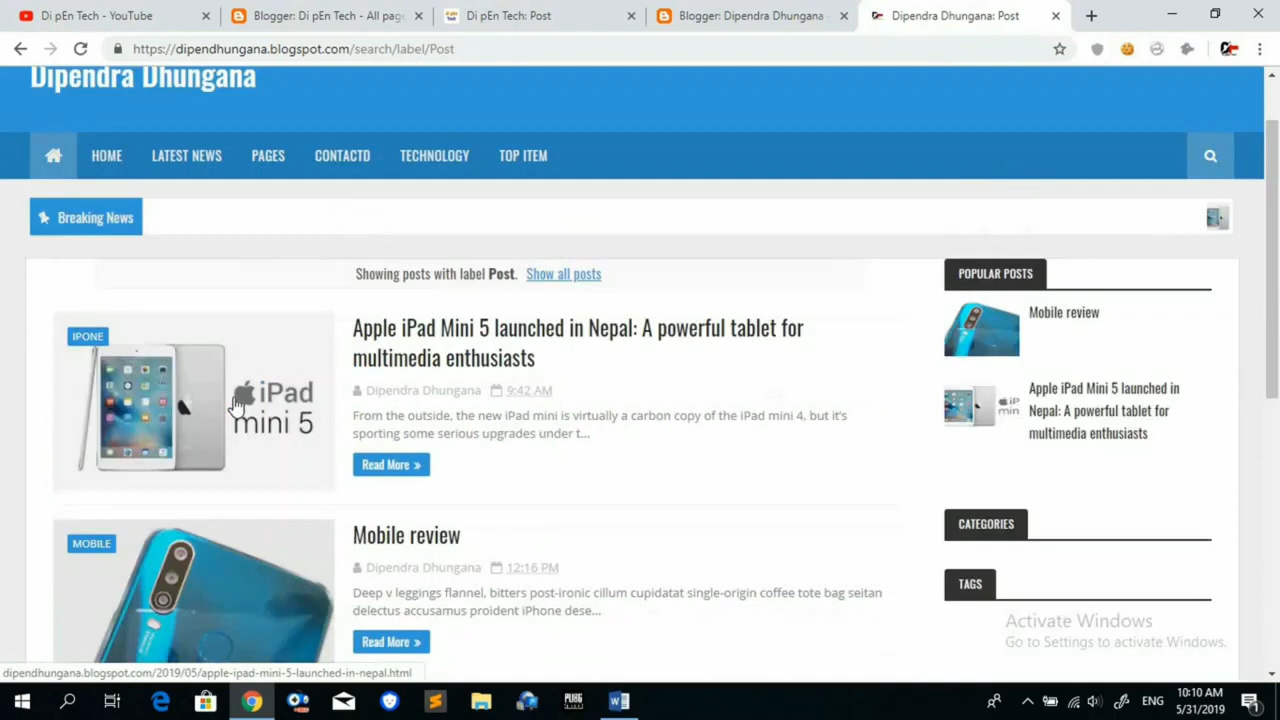 Di pEn Tech - YouTube
Blogger: Di pEn Tech - All page
Di pEn Tech: Post
Blogger: Dipendra Dhungana -
Dipendra Dhungana: Post
https://dipendhungana.blogspot.com/search/label/Post
Dipendra Dhungana
HOME LATEST NEWS PAGES CONTACTD TECHNOLOGY TOP ITEM
Breaking News
Showing posts with label Post. Show all posts
POPULAR POSTS
Mobile review
Apple iPad Mini 5 launched in
Nepal: A powerful tablet for
multimedia enthusiasts
CATEGORIES
TAGS
IPONE
iPad
mini 5
Apple iPad Mini 5 launched in Nepal: A powerful tablet for
multimedia enthusiasts
Dipendra Dhungana 9:42 AM
From the outside, the new iPad mini is virtually a carbon copy of the iPad mini 4, but it's
sporting some serious upgrades under t...
Read More »
MOBILE
Mobile review
Dipendra Dhungana 12:16 PM
Deep v leggings flannel, bitters post-ironic cillum cupidatat single-origin coffee tote bag seitan
delectus accusamus proident iPhone dese...
Read More »
Activate Windows
Go to Settings to activate Windows.
dipendhungana.blogspot.com/2019/05/apple-ipad-mini-5-launched-in-nepal.html
PUBG
ENG
10:10 AM
5/31/2019